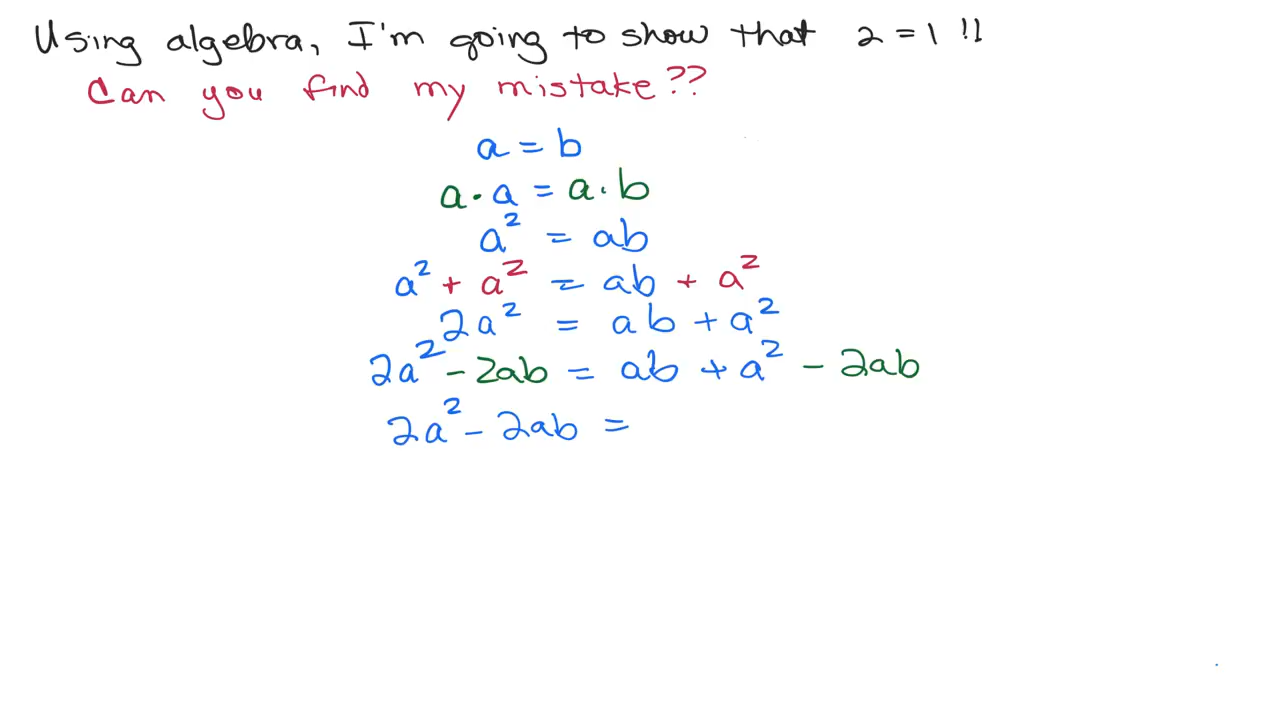 Using algebra, I'm going to show that 2 = 1 !!
Can you find my mistake??
a = b
a · a = a · b
a² = ab
a² + a² = ab + a²
2a² = ab + a²
2a² - 2ab = ab + a² - 2ab
2a² - 2ab =